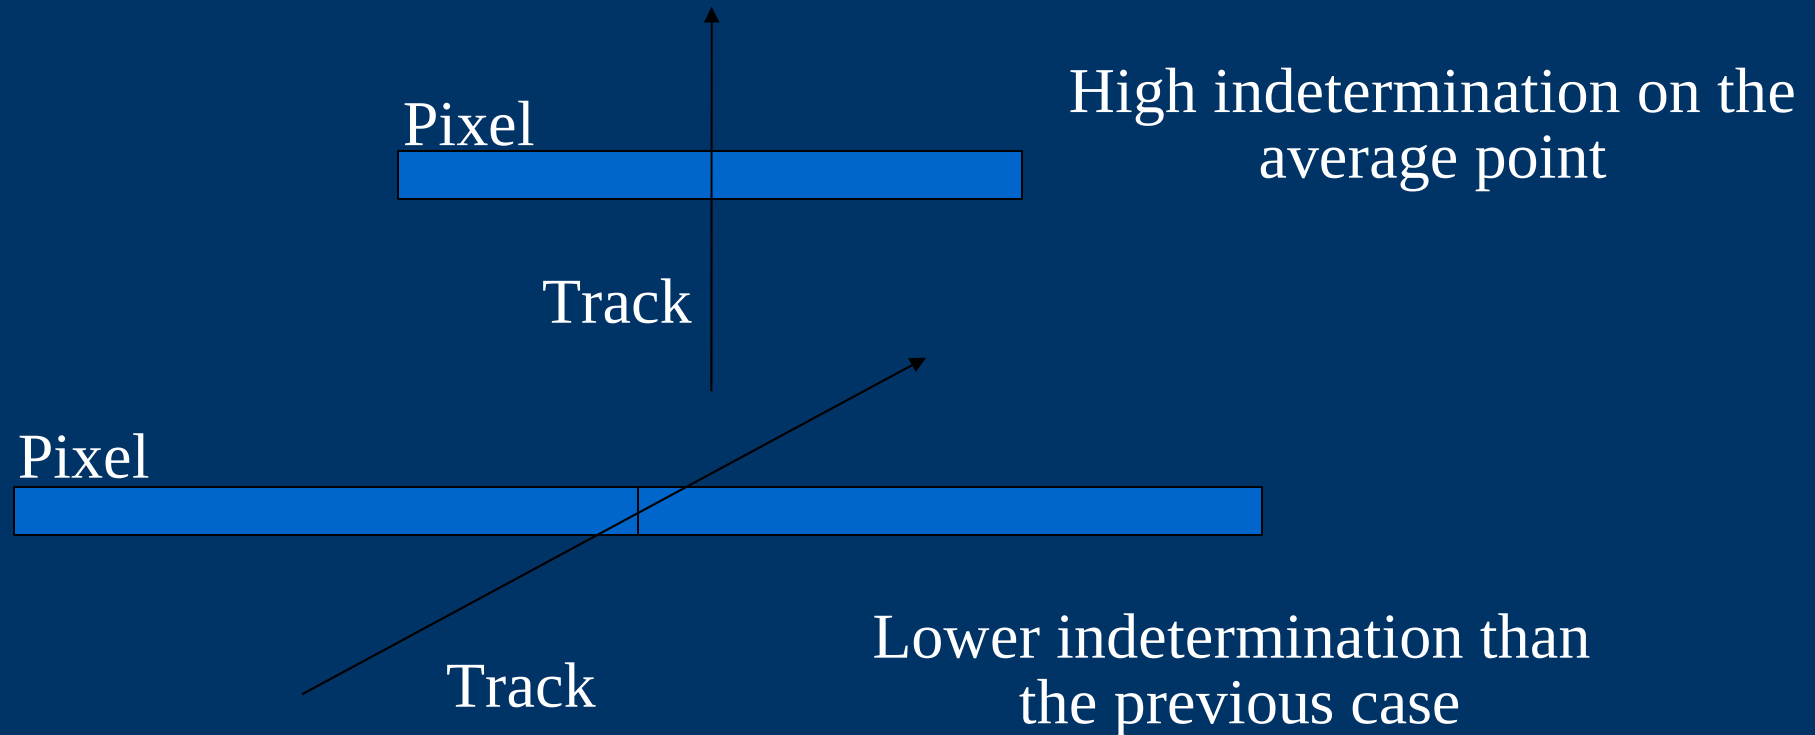 Pixel
High indetermination on the
average point
Track
Pixel
Track
Lower indetermination than
the previous case